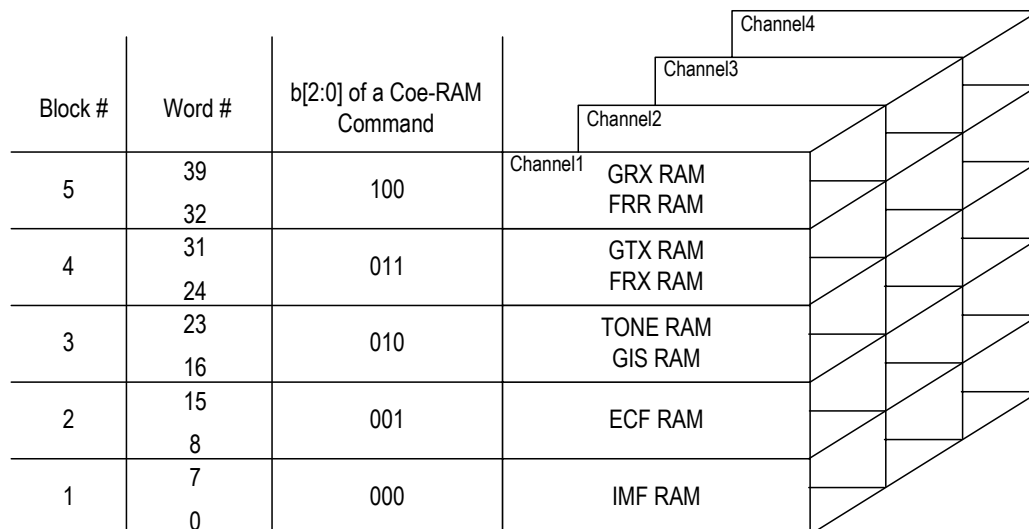 Channel4
Channel3
Channel2
Block #
Word #
b[2:0] of a Coe-RAM
Command
Channel1
5
39
32
100
GRX RAM
FRR RAM
4
31
24
011
GTX RAM
FRX RAM
3
23
16
010
TONE RAM
GIS RAM
2
15
8
001
ECF RAM
1
7
0
000
IMF RAM